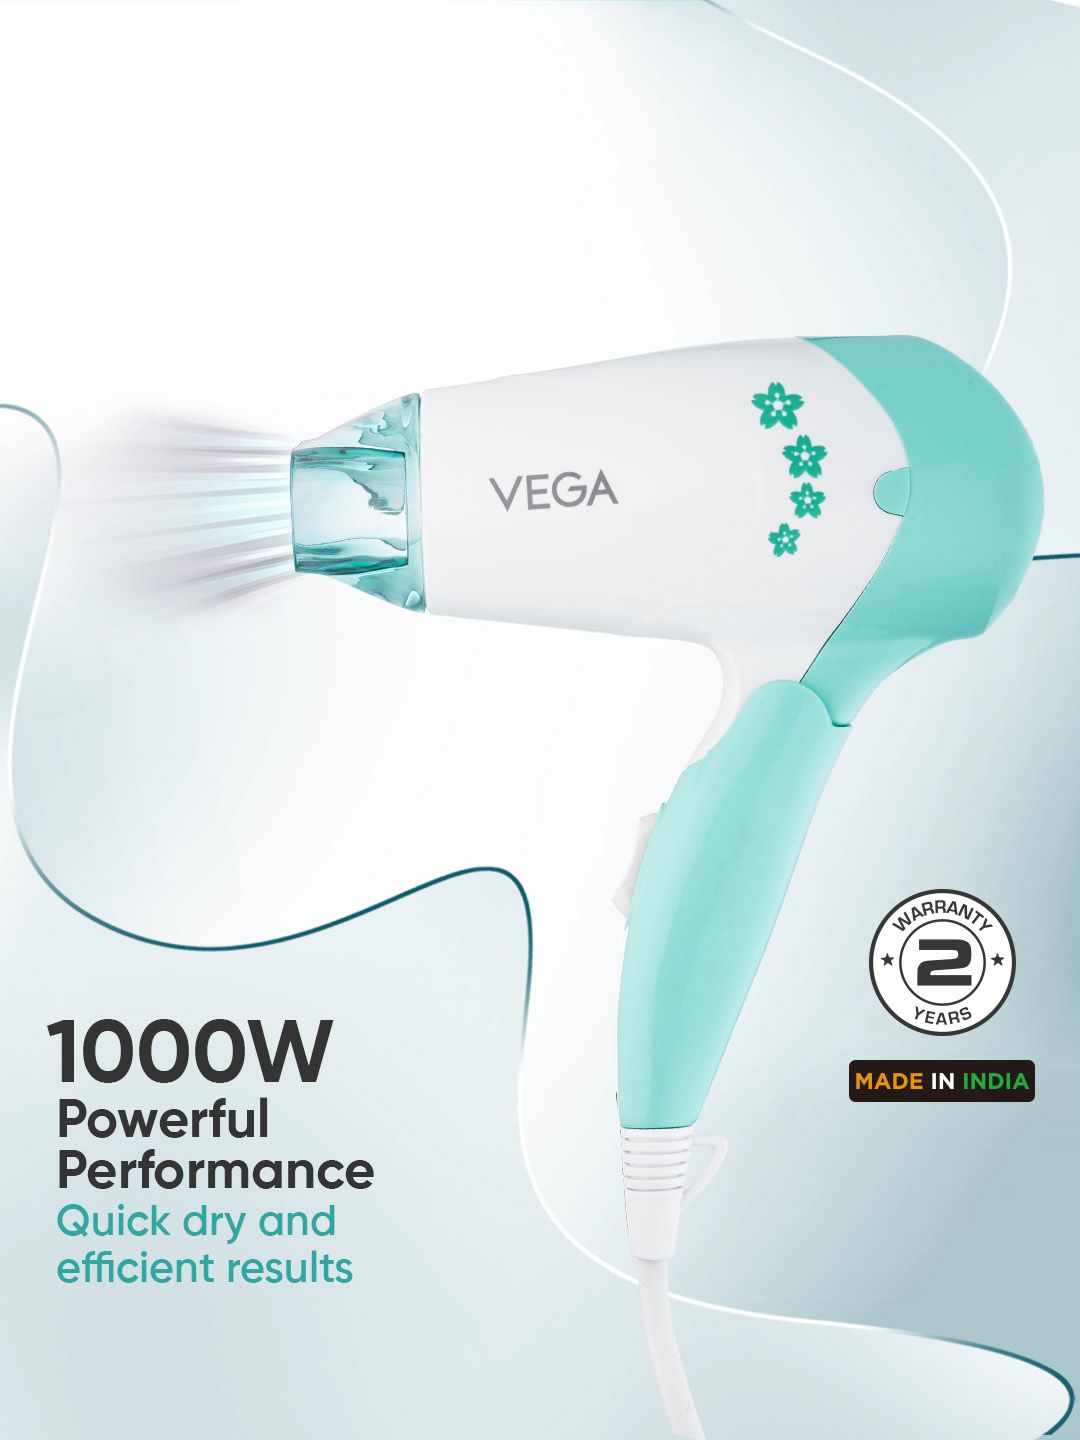 VEGA
WARRANTY
2
YEARS
MADE IN INDIA
1000W
Powerful
Performance
Quick dry and
efficient results